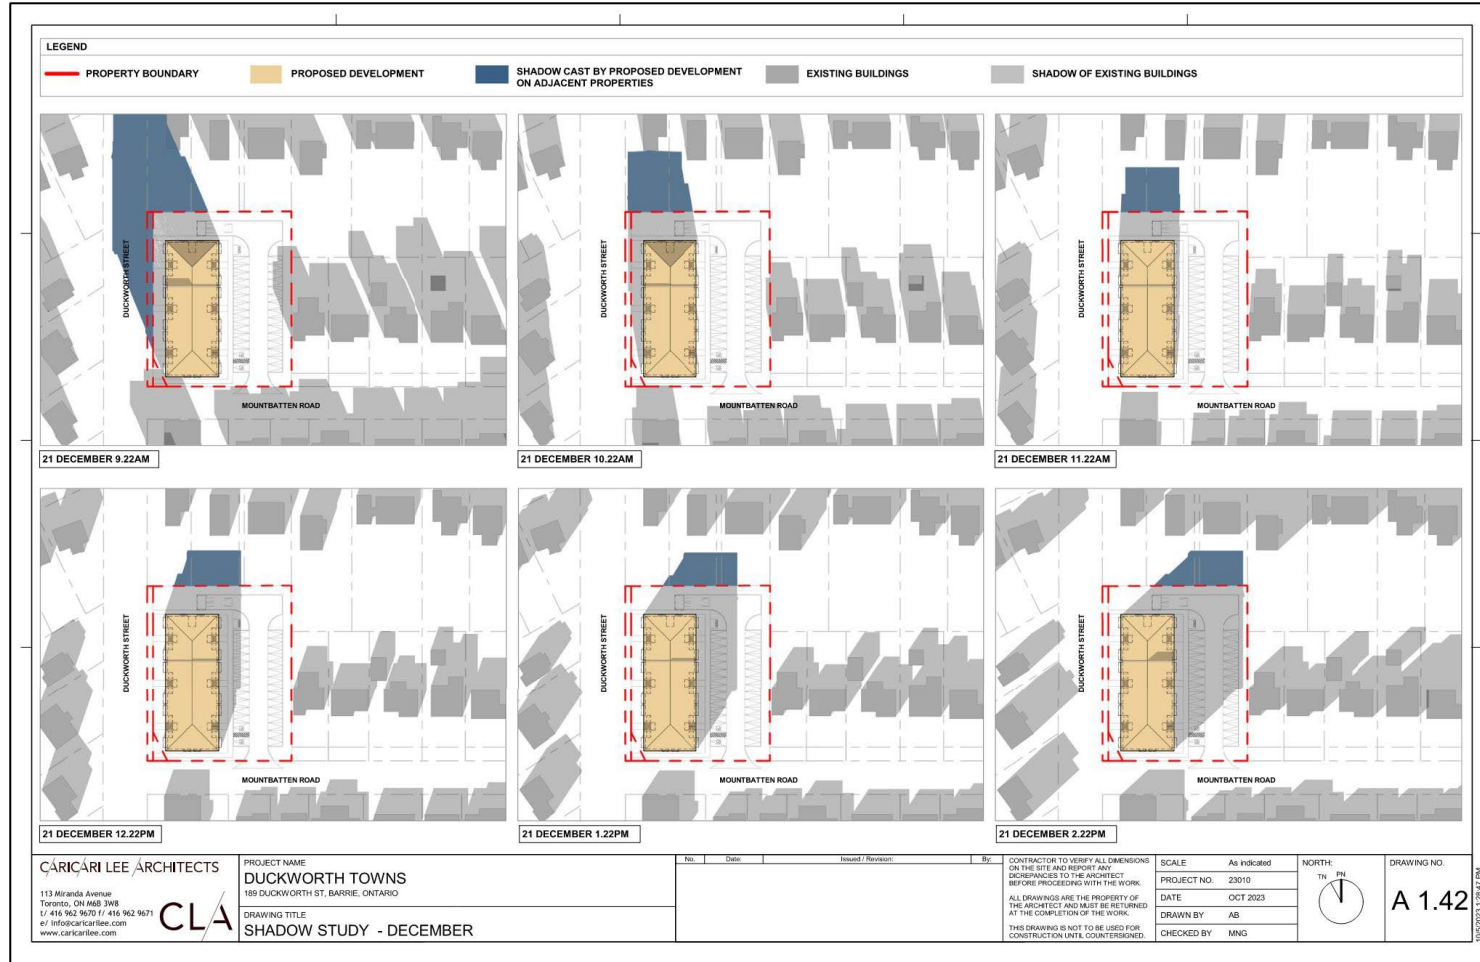 LEGEND
PROPERTY BOUNDARY
PROPOSED DEVELOPMENT
SHADOW CAST BY PROPOSED DEVELOPMENT
ON ADJACENT PROPERTIES
EXISTING BUILDINGS
SHADOW OF EXISTING BUILDINGS
DUCKWORTH STREET
MOUNTBATTEN ROAD
21 DECEMBER 9.22AM
DUCKWORTH STREET
MOUNTBATTEN ROAD
21 DECEMBER 10.22AM
DUCKWORTH STREET
MOUNTBATTEN ROAD
21 DECEMBER 11.22AM
DUCKWORTH STREET
MOUNTBATTEN ROAD
21 DECEMBER 12.22PM
DUCKWORTH STREET
MOUNTBATTEN ROAD
21 DECEMBER 1.22PM
DUCKWORTH STREET
MOUNTBATTEN ROAD
21 DECEMBER 2.22PM
CARICARI LEE ARCHITECTS
113 Miranda Avenue
Toronto, ON M6B 3W8
t/ 416 962 9670 f/ 416 962 9671
e/ info@caricarilee.com
www.caricarilee.com
CLA
PROJECT NAME
DUCKWORTH TOWNS
189 DUCKWORTH ST, BARRIE, ONTARIO
DRAWING TITLE
SHADOW STUDY - DECEMBER
No. Date: Issued / Revision: By:
CONTRACTOR TO VERIFY ALL DIMENSIONS
ON THE SITE AND REPORT ANY
DICREPANCIES TO THE ARCHITECT
BEFORE PROCEEDING WITH THE WORK.
ALL DRAWINGS ARE THE PROPERTY OF
THE ARCHITECT AND MUST BE RETURNED
AT THE COMPLETION OF THE WORK.
THIS DRAWING IS NOT TO BE USED FOR
CONSTRUCTION UNTIL COUNTERSIGNED.
SCALE As indicated
PROJECT NO. 23010
DATE OCT 2023
DRAWN BY AB
CHECKED BY MNG
NORTH:
TN PN
DRAWING NO.
A 1.42
10/5/2023 1:28:47 PM